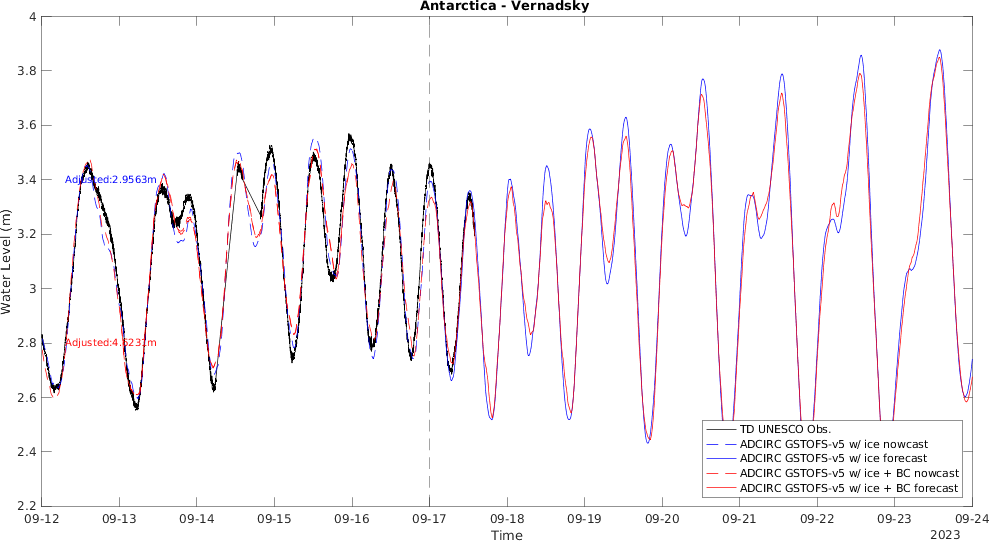 Antarctica - Vernadsky
4
3.8
3.6
3.4
3.2
3
2.8
2.6
2.4
2.2
Water Level (m)
Adjusted:2.9563m
Adjusted:4.6231m
TD UNESCO Obs.
ADCIRC GSTOFS-v5 w/ ice nowcast
ADCIRC GSTOFS-v5 w/ ice forecast
ADCIRC GSTOFS-v5 w/ ice + BC nowcast
ADCIRC GSTOFS-v5 w/ ice + BC forecast
09-12 09-13 09-14 09-15 09-16 09-17 09-18 09-19 09-20 09-21 09-22 09-23 09-24
Time
2023